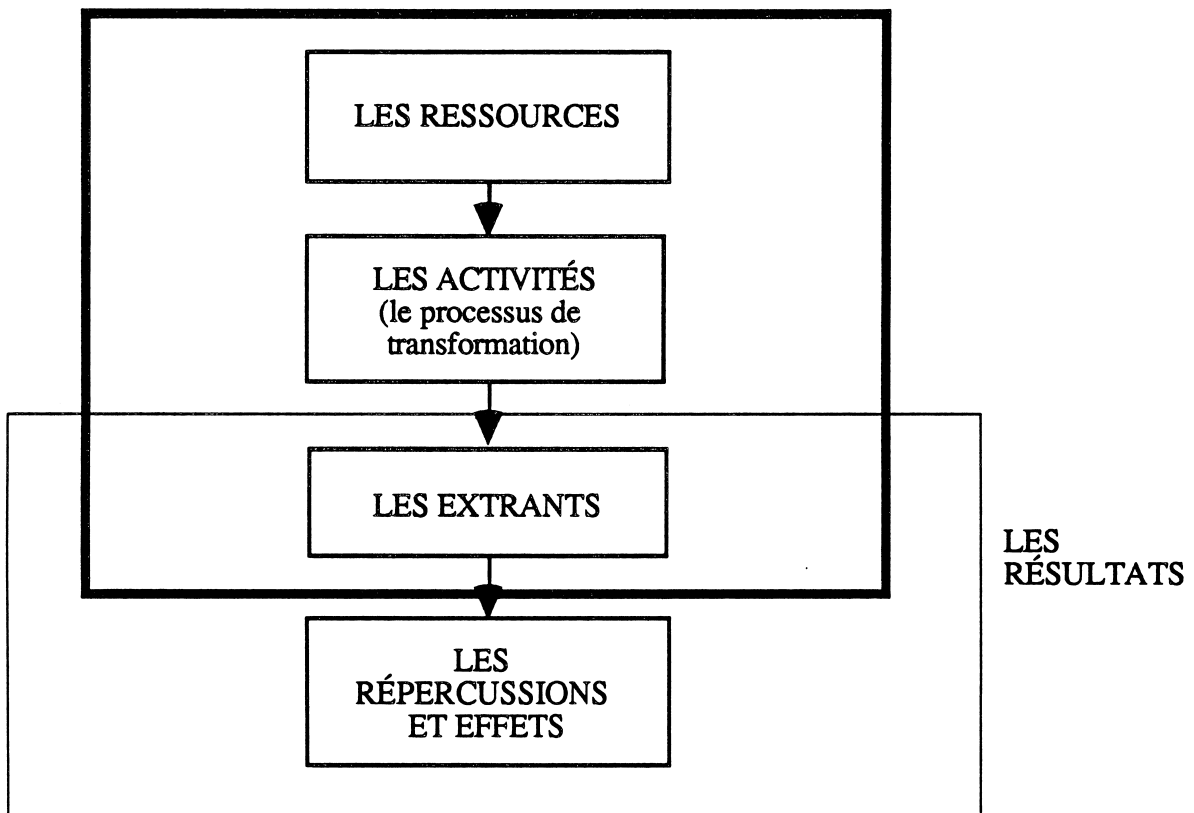 LES RESSOURCES
LES ACTIVITÉS
(le processus de
transformation)
LES EXTRANTS
LES
RÉSULTATS
LES
RÉPERCUSSIONS
ET EFFETS